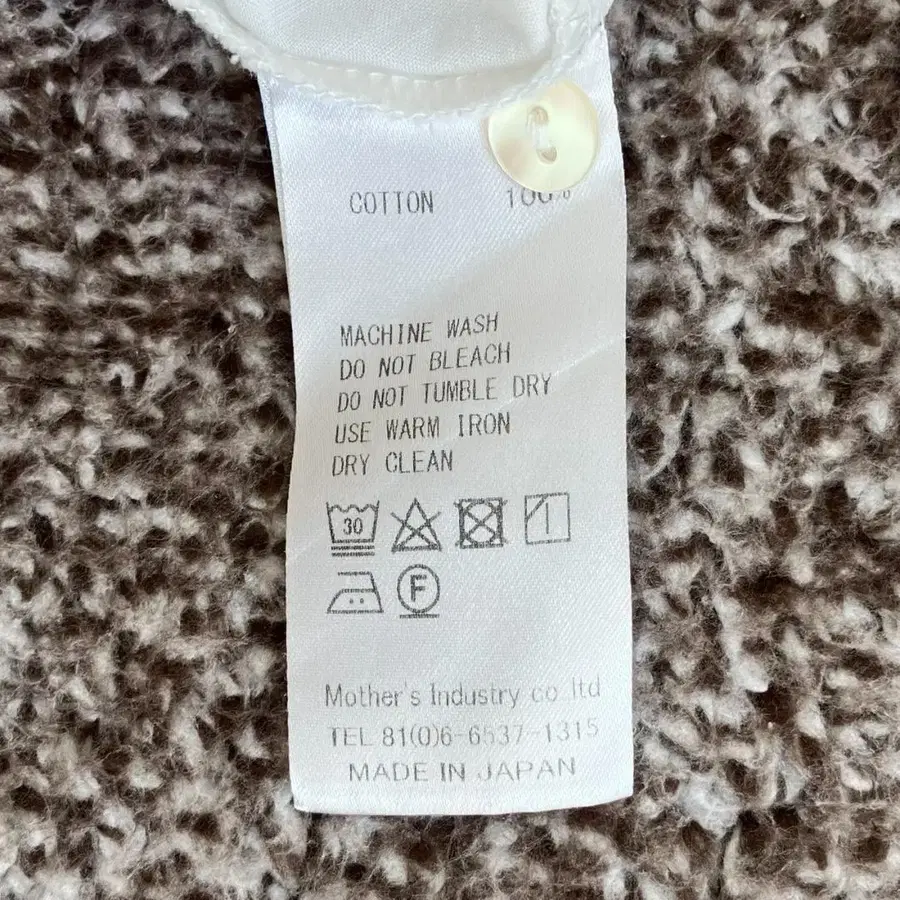 COTTON 100%
MACHINE WASH
DO NOT BLEACH
DO NOT TUMBLE DRY
USE WARM IRON
DRY CLEAN
30
F
Mother's Industry co ltd
TEL 81(0)6-6537-1315
MADE IN JAPAN